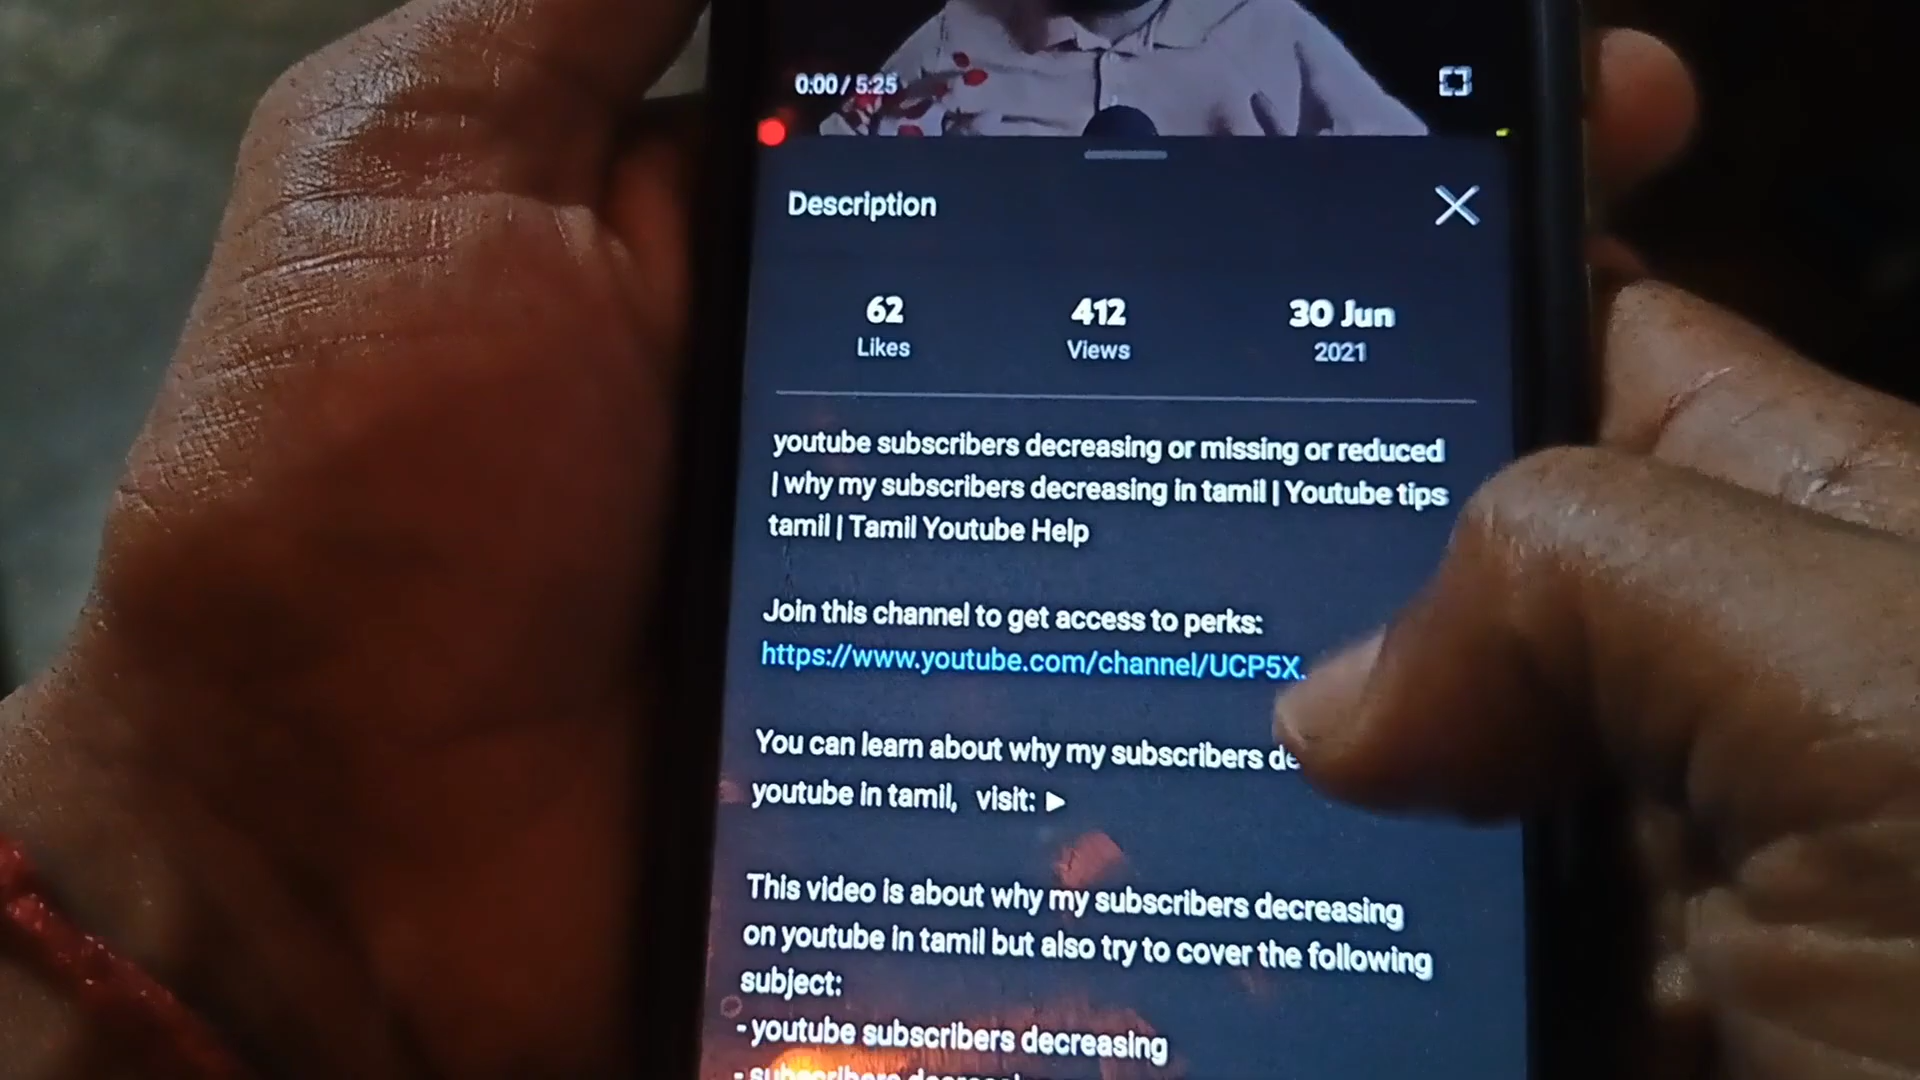 0:00 / 5:25
Description
62
Likes
412
Views
30 Jun
2021
youtube subscribers decreasing or missing or reduced
| why my subscribers decreasing in tamil | Youtube tips
tamil | Tamil Youtube Help
Join this channel to get access to perks:
https://www.youtube.com/channel/UCP5X.
You can learn about why my subscribers
youtube in tamil, visit: ►
This video is about why my subscribers decreasing
on youtube in tamil but also try to cover the following
subject:
- youtube subscribers decreasing